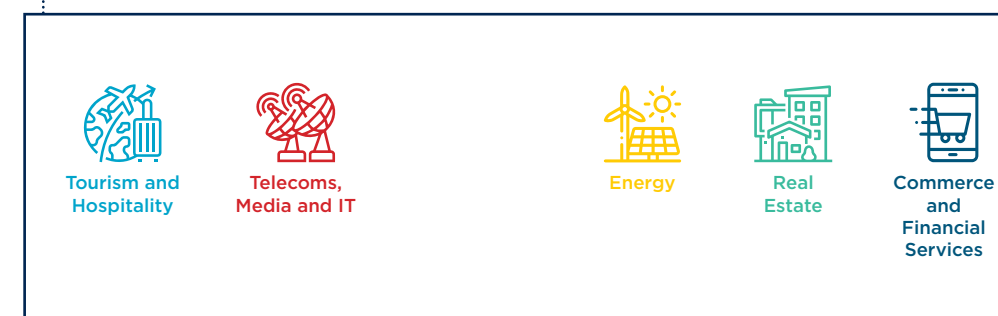 Tourism and
Hospitality
Telecoms,
Media and IT
Energy
Real
Estate
Commerce
and
Financial
Services